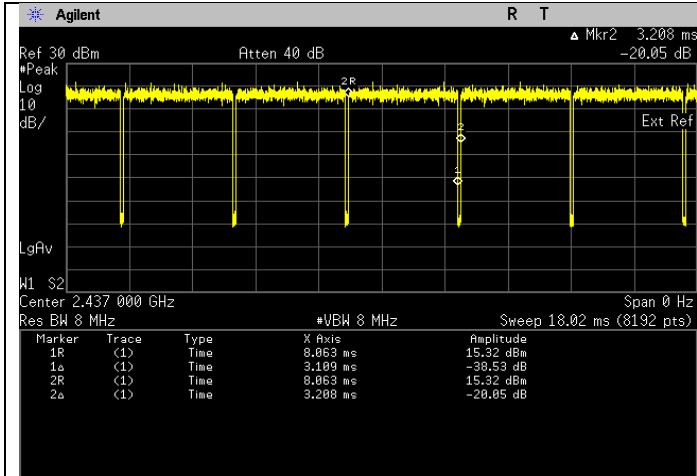 Agilent R T
Δ Mkr2 3.208 ms
Ref 30 dBm Atten 40 dB -20.05 dB
#Peak
Log
10
dB/
2R
Ext Ref
2
1
LgAv
W1 S2
Center 2.437 000 GHz Span 0 Hz
Res BW 8 MHz #VBW 8 MHz Sweep 18.02 ms (8192 pts)
Marker Trace Type X Axis Amplitude
1R (1) Time 8.063 ms 15.32 dBm
1Δ (1) Time 3.109 ms -38.53 dB
2R (1) Time 8.063 ms 15.32 dBm
2Δ (1) Time 3.208 ms -20.05 dB